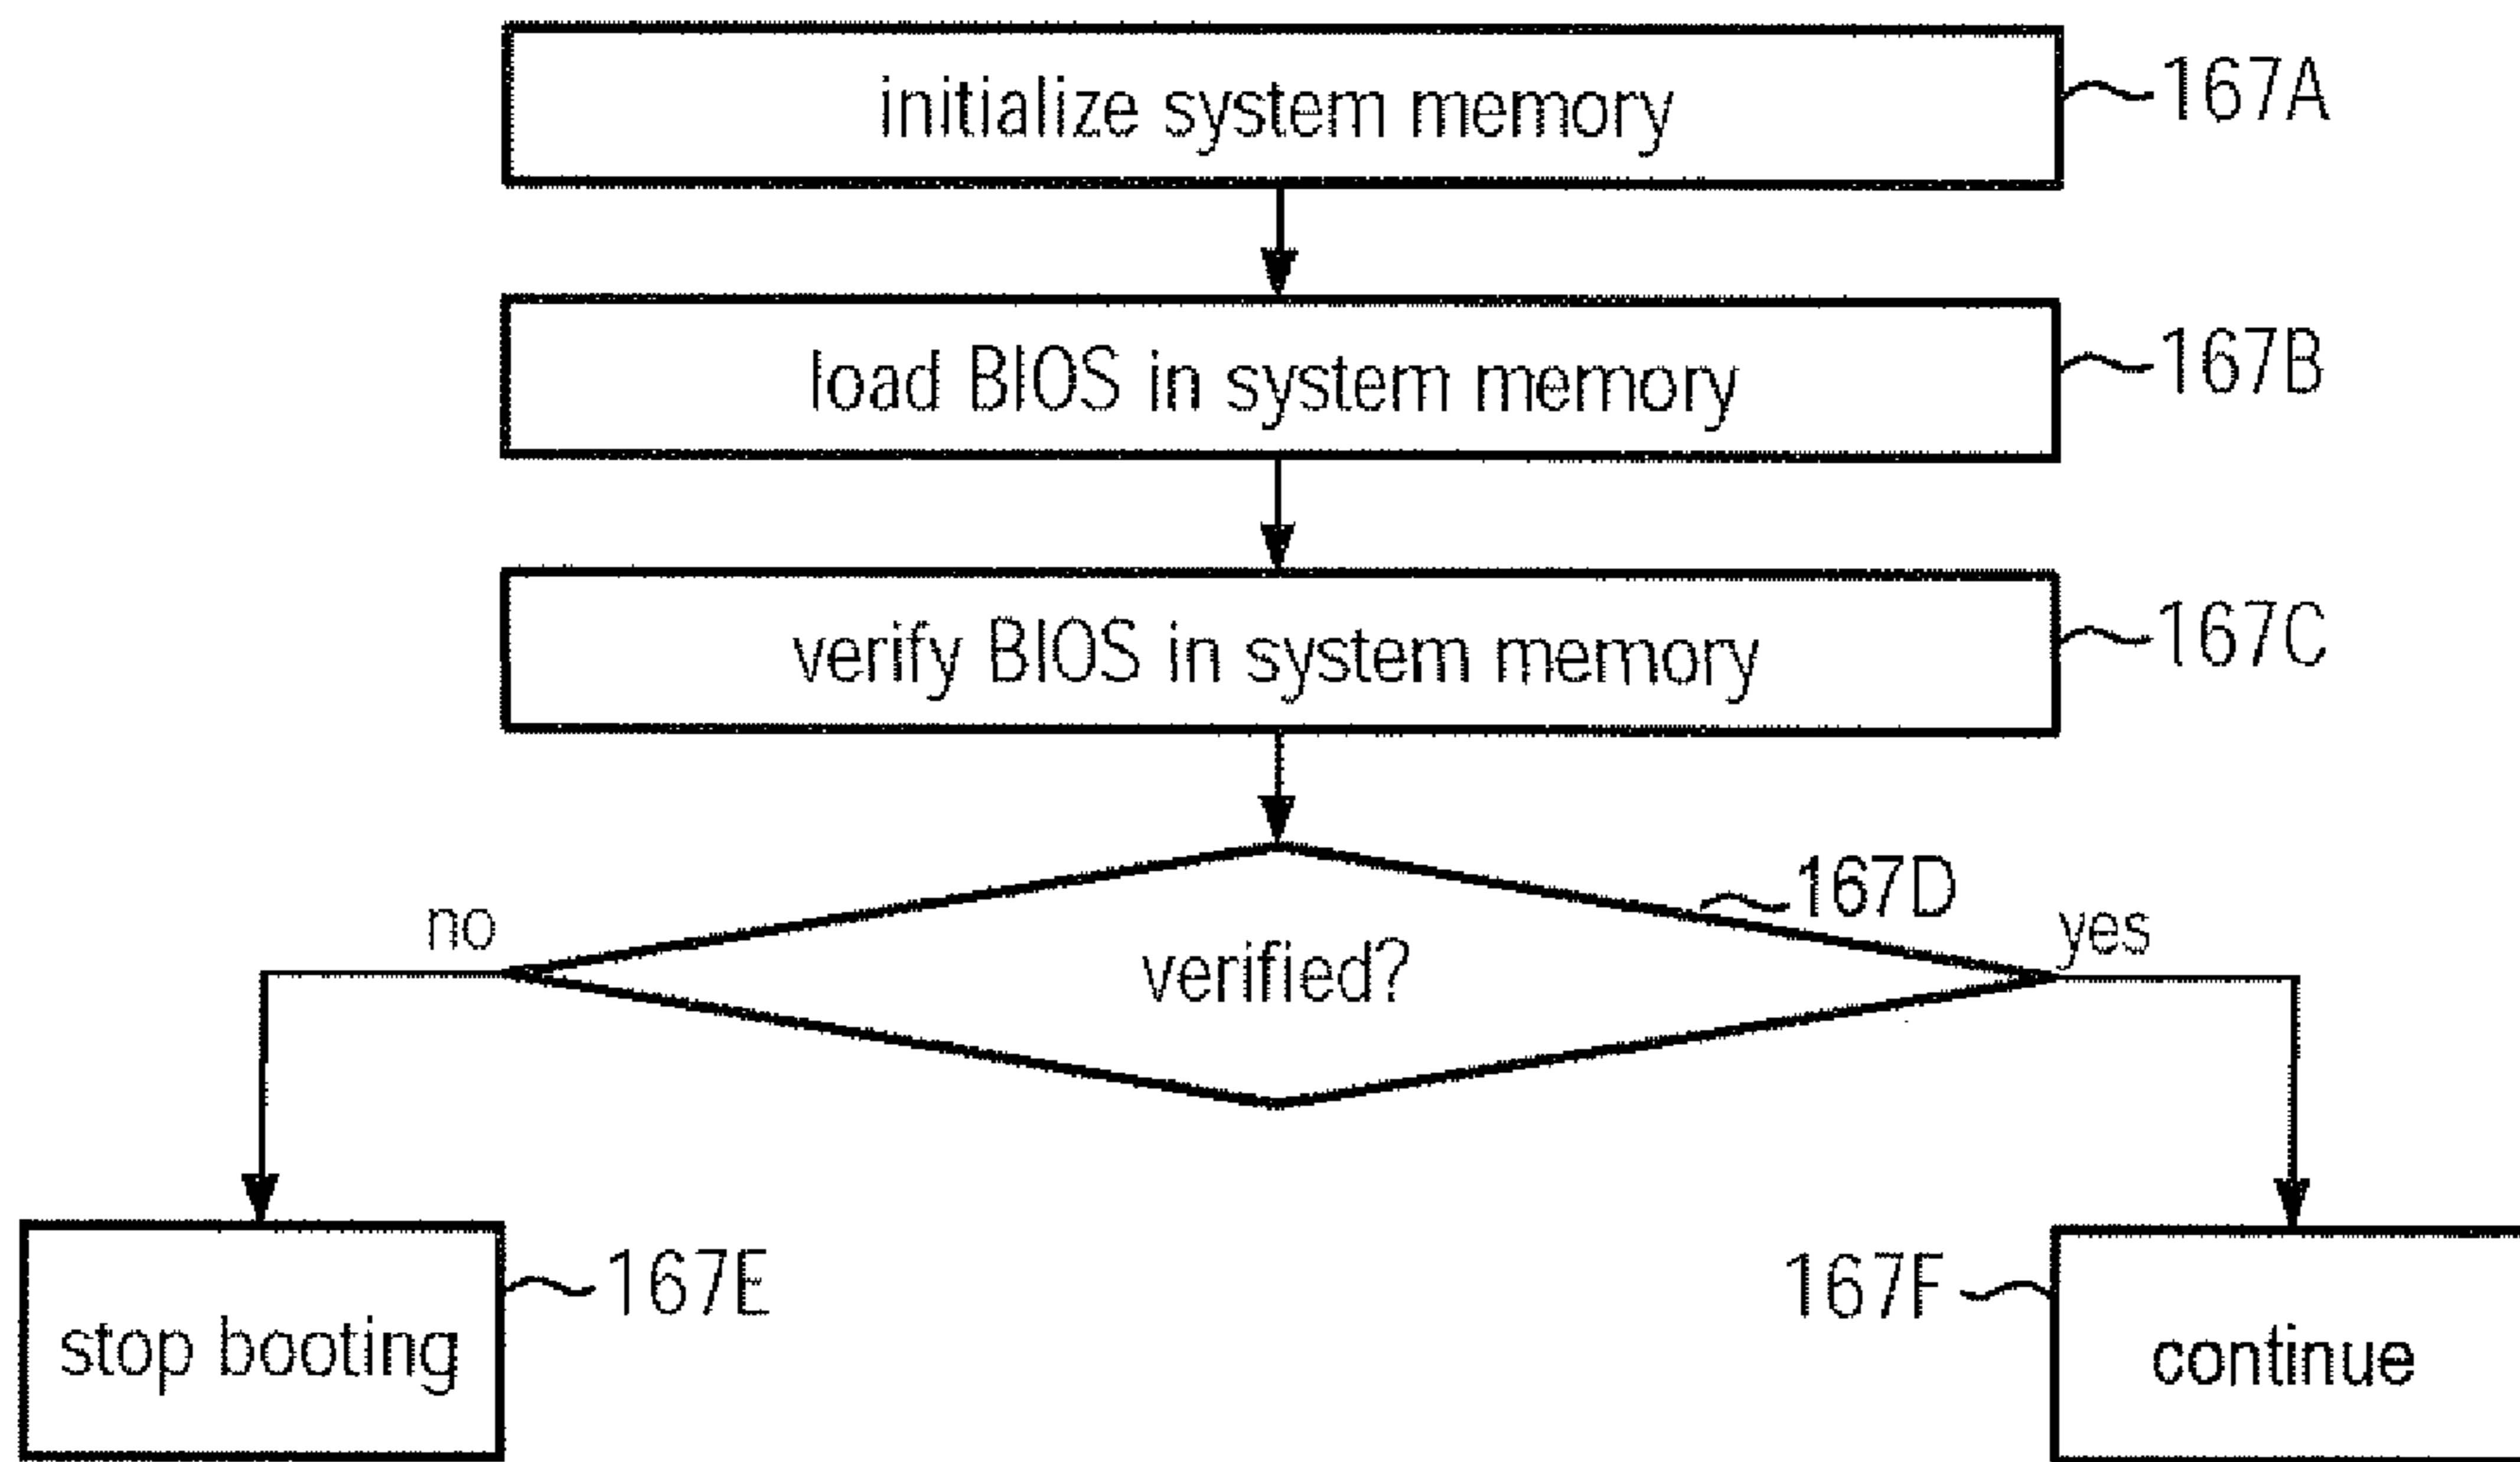 initialize system memory
167A
load BIOS in system memory
167B
verify BIOS in system memory
167C
167D
no
yes
verified?
167E
167F
stop booting
continue